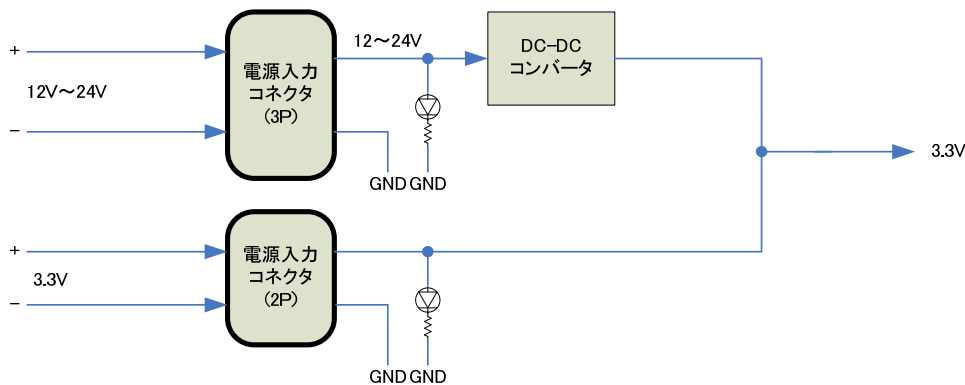 +
12V～24V
−
電源入力
コネクタ
(3P)
12～24V
GND
GND
DC-DC
コンバータ
3.3V
+
3.3V
−
電源入力
コネクタ
(2P)
GND
GND